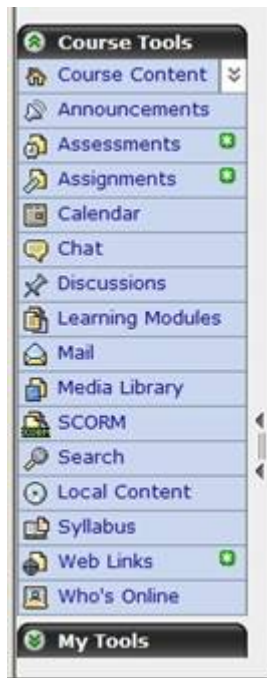 Course Tools
Course Content
Announcements
Assessments
Assignments
Calendar
Chat
Discussions
Learning Modules
Mail
Media Library
SCORM
SCORM
Search
Local Content
Syllabus
Web Links
Who's Online
My Tools